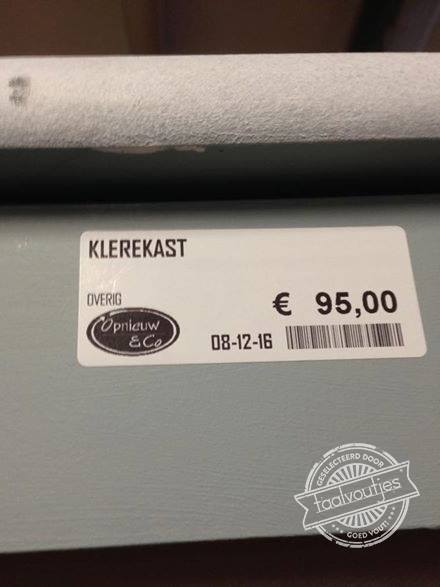 KLEREKAST
OVERIG
€ 95,00
Opnieuw
& Co
08-12-16
GESELECTEERD DOOR
taalvoutjes
GOED VOUT!